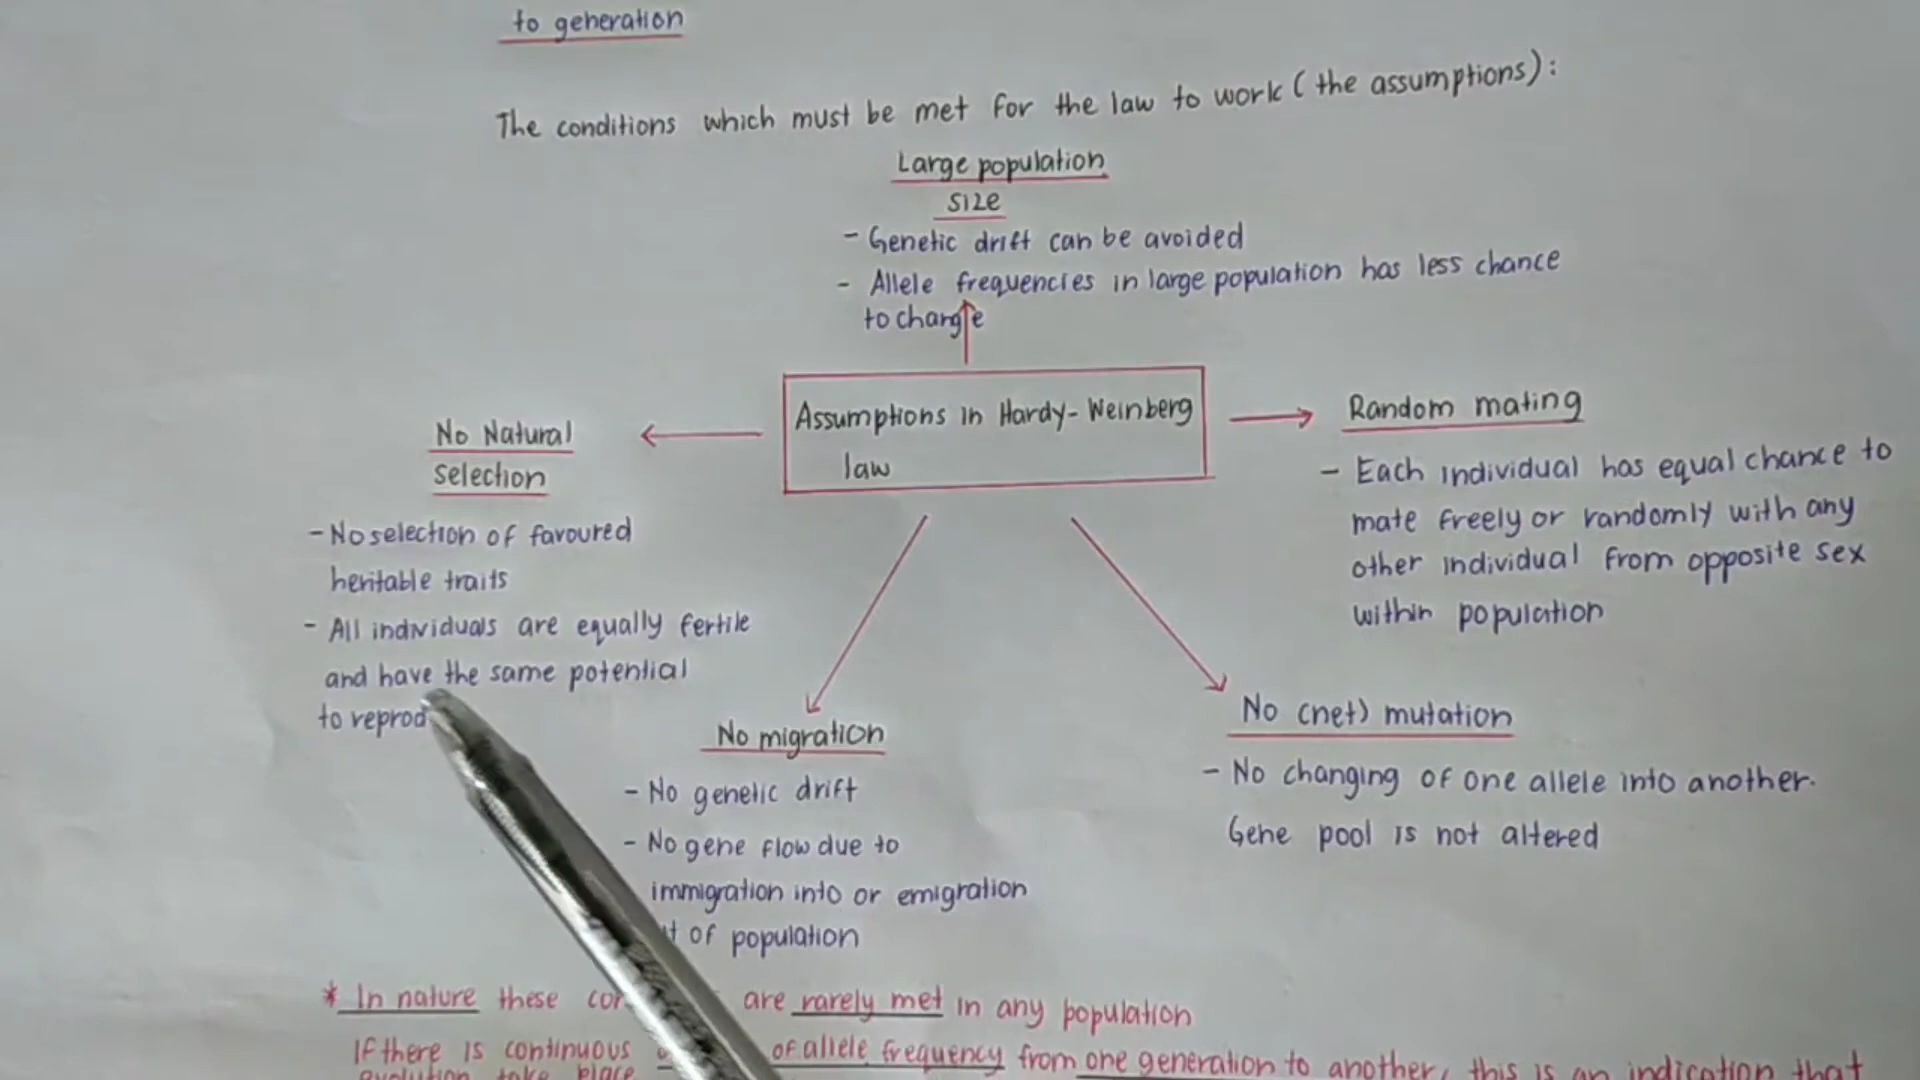 to generation
The conditions which must be met for the law to work (the assumptions):
Large population
size
- Genetic drift can be avoided
- Allele frequencies in large population has less chance
to change
Assumptions in Hardy-Weinberg
law
No Natural
selection
- No selection of favoured
heritable traits
- All individuals are equally fertile
and have the same potential
to reprod
Random mating
- Each individual has equal chance to
mate freely or randomly with any
other individual from opposite sex
within population
No migration
- No genetic drift
- No gene flow due to
immigration into or emigration
of population
No (net) mutation
- No changing of one allele into another.
Gene pool is not altered
* In nature these are rarely met in any population
If there is continuous of allele frequency from one generation to another, this is an indication that
evolution take place